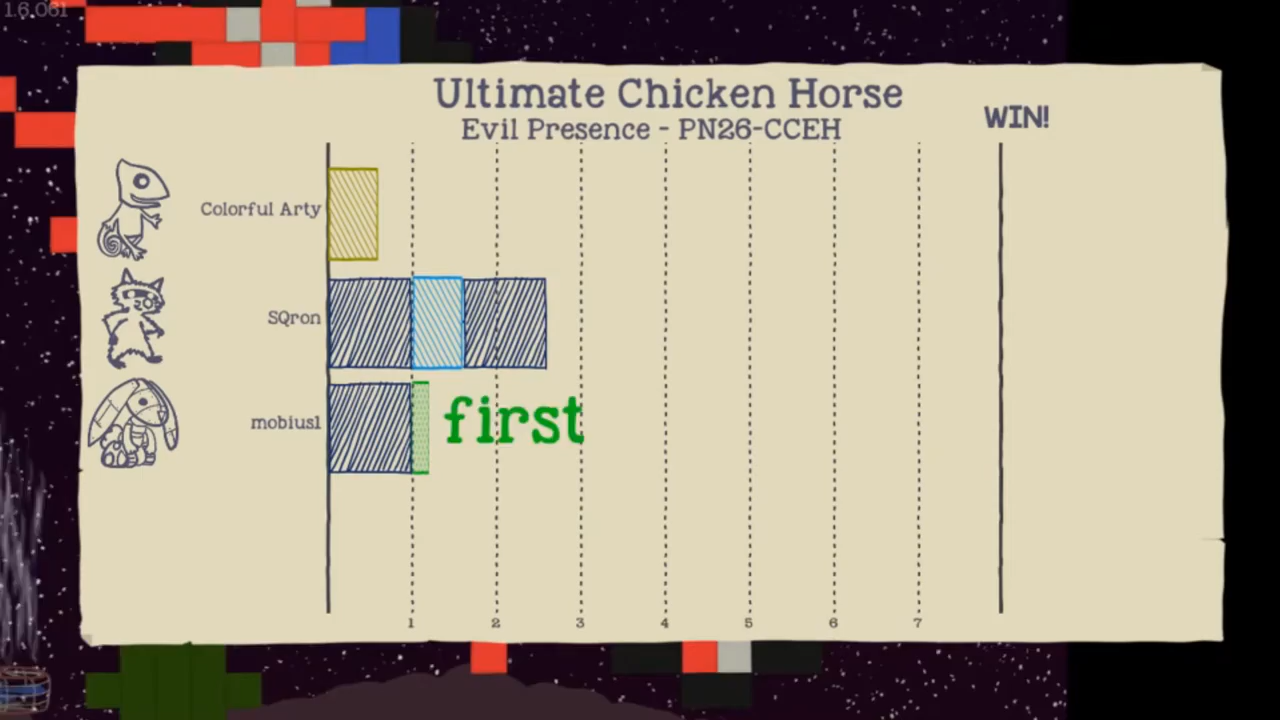 1.6.061
Ultimate Chicken Horse
Evil Presence - PN26-CCEH
WIN!
Colorful Arty
SQron
mobius1
first
1 2 3 4 5 6 7